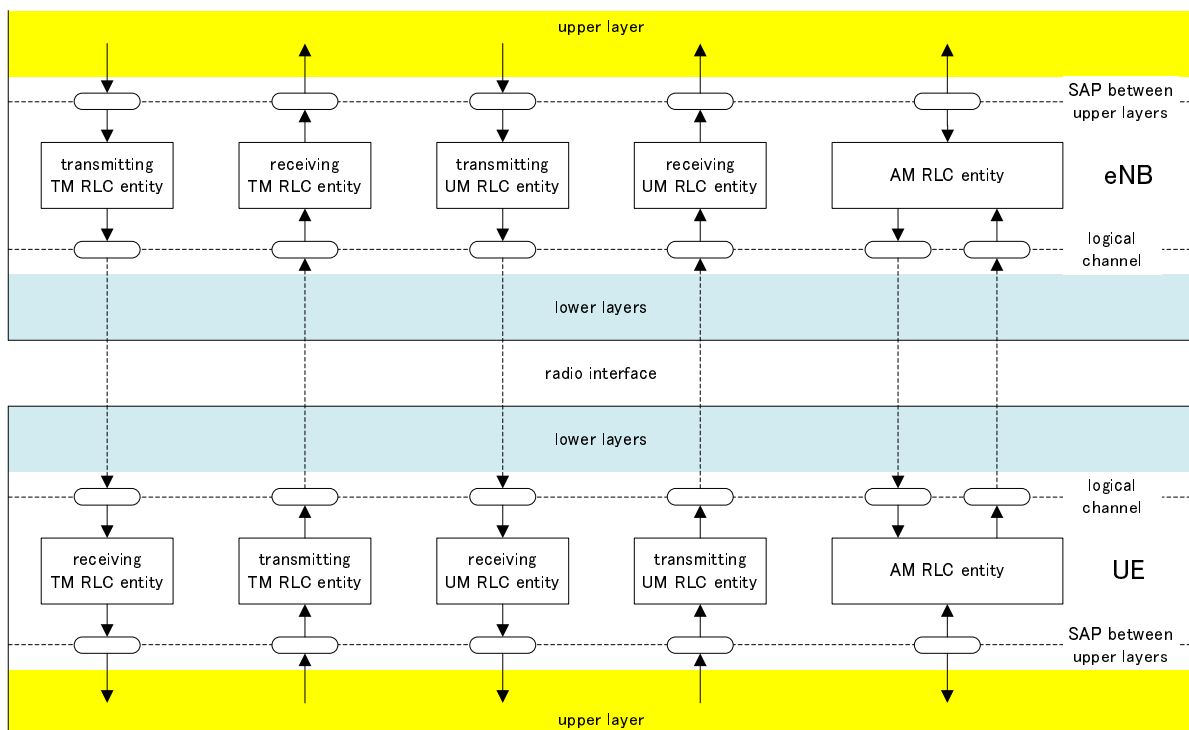 upper layer
SAP between
upper layers
transmitting
TM RLC entity
receiving
TM RLC entity
transmitting
UM RLC entity
receiving
UM RLC entity
AM RLC entity
eNB
logical
channel
lower layers
radio interface
lower layers
logical
channel
receiving
TM RLC entity
transmitting
TM RLC entity
receiving
UM RLC entity
transmitting
UM RLC entity
AM RLC entity
UE
SAP between
upper layers
upper layer